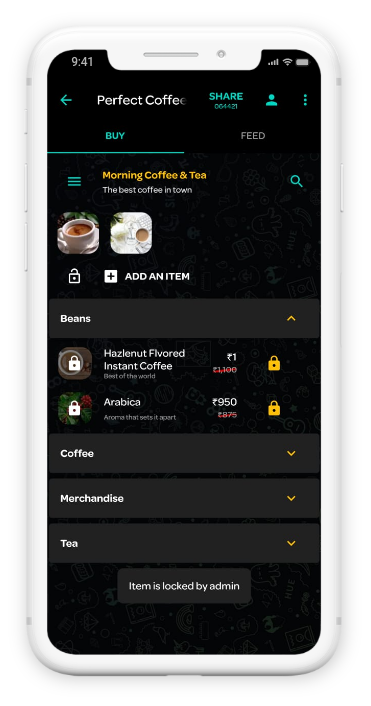 9:41
Perfect Coffee
SHARE
064421
BUY
FEED
Morning Coffee & Tea
The best coffee in town
ADD AN ITEM
Beans
Hazlenut Flvored
Instant Coffee
₹1
₹1,100
Best of the world
Arabica
₹950
₹875
Aroma that sets it apart
Coffee
Merchandise
Tea
Item is locked by admin